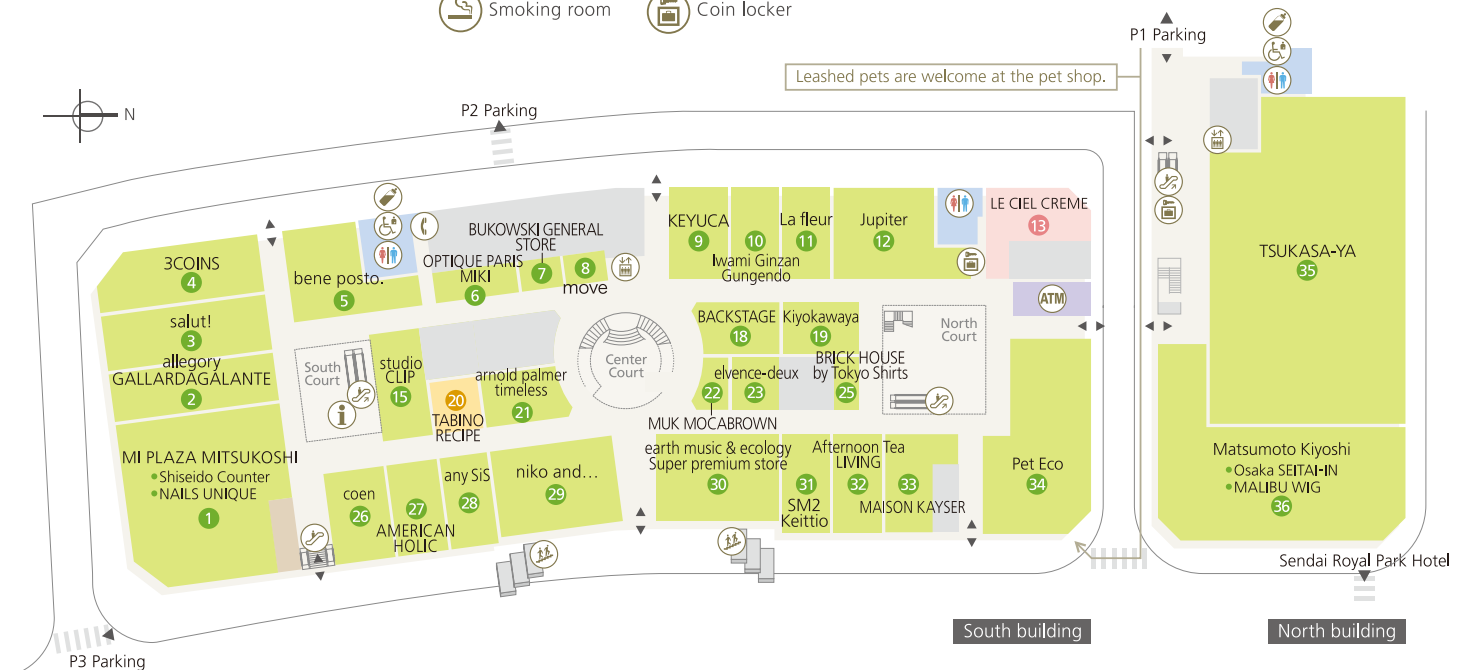 Smoking room
Coin locker
P1 Parking
Leashed pets are welcome at the pet shop.
N
P2 Parking
3COINS
4
salut!
3
allegory
GALLARDAGALANTE
2
MI PLAZA MITSUKOSHI
Shiseido Counter
NAILS UNIQUE
1
bene posto.
5
OPTIQUE PARIS
MIKI
6
BUKOWSKI GENERAL
STORE
7
8
move
KEYUCA
9
10
Iwami Ginzan
Gungendo
La fleur
11
Jupiter
12
LE CIEL CREME
13
ATM
South
Court
i
studio
CLIP
15
20
TABINO
RECIPE
arnold palmer
timeless
21
Center
Court
BACKSTAGE
18
Kiyokawaya
19
22
MUK MOCABROWN
elvence-deux
23
BRICK HOUSE
by Tokyo Shirts
25
North
Court
coen
26
27
AMERICAN
HOLIC
any SiS
28
niko and...
29
earth music & ecology
Super premium store
30
31
SM2
Keittio
Afternoon Tea
LIVING
32
33
MAISON KAYSER
Pet Eco
34
TSUKASA-YA
35
Matsumoto Kiyoshi
Osaka SEITAI-IN
MALIBU WIG
36
Sendai Royal Park Hotel
South building
North building
P3 Parking